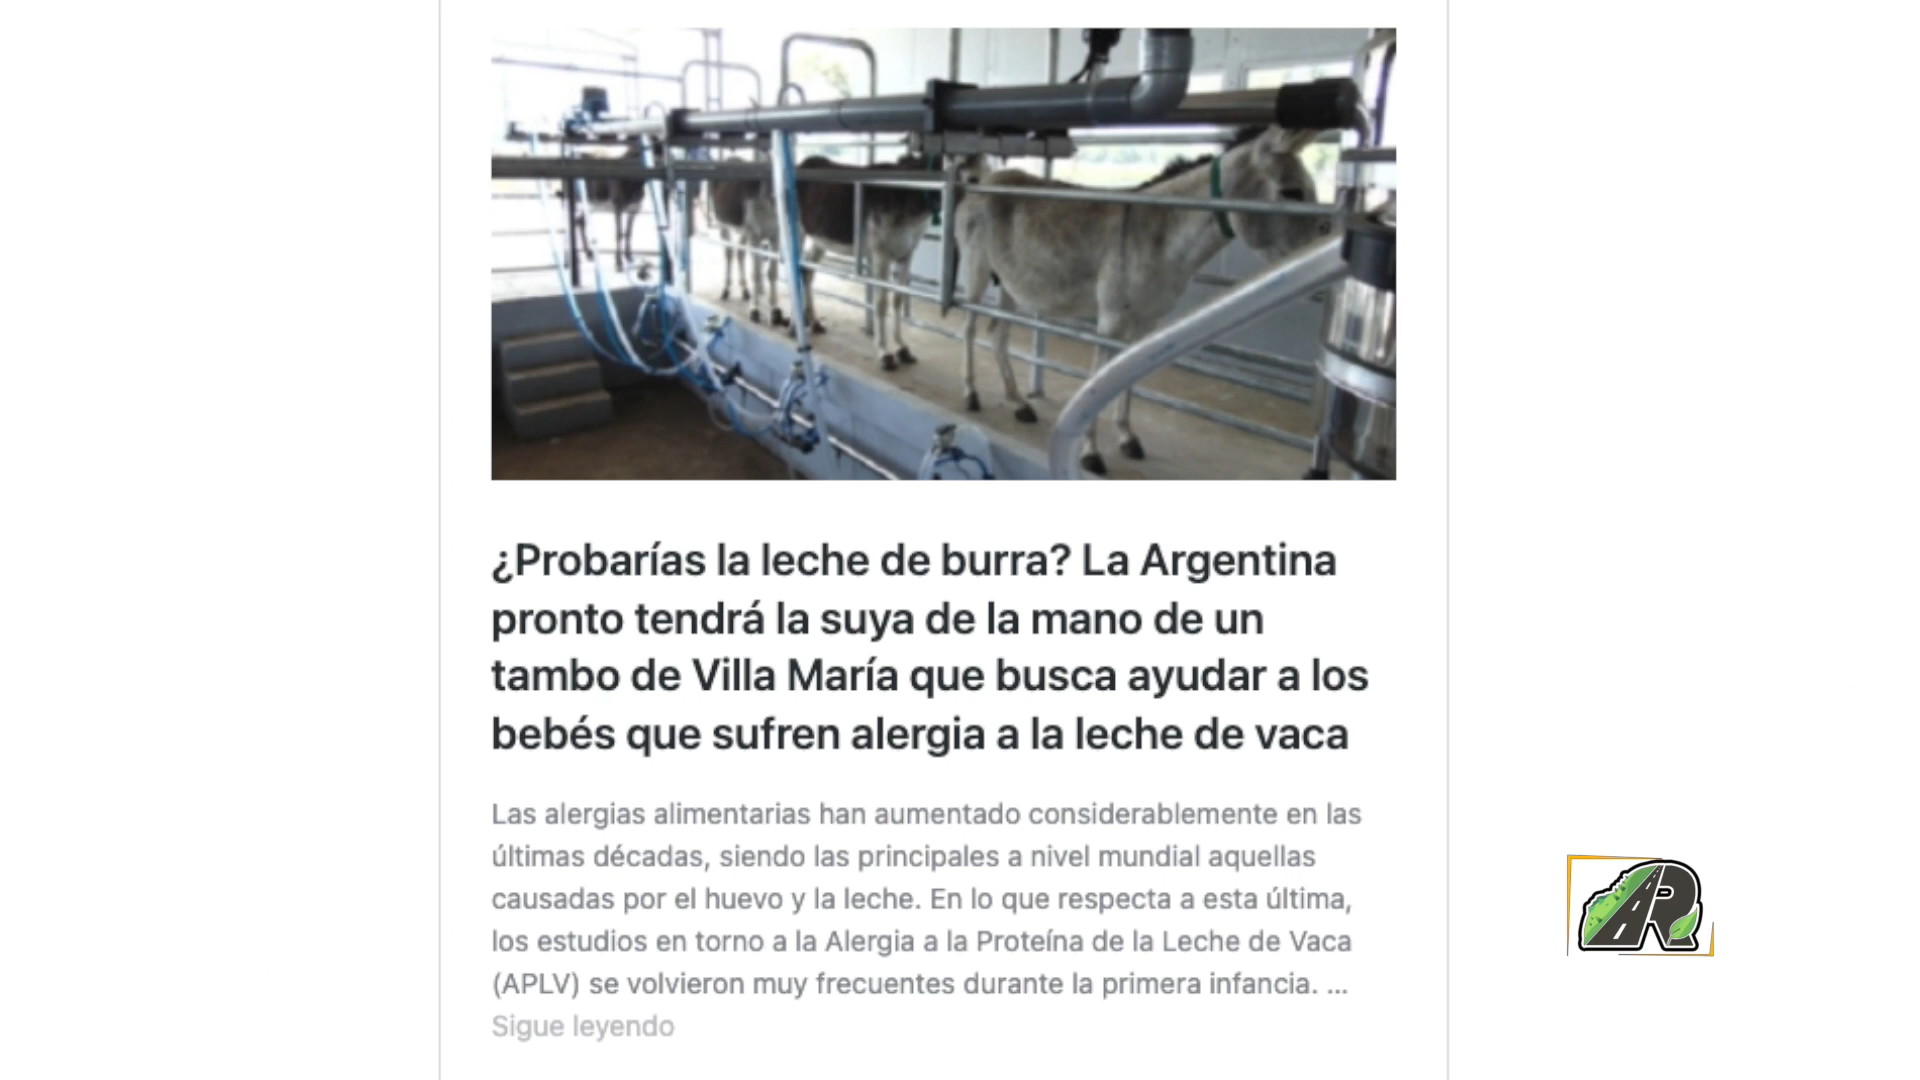 ¿Probarías la leche de burra? La Argentina
pronto tendrá la suya de la mano de un
tambo de Villa María que busca ayudar a los
bebés que sufren alergia a la leche de vaca
Las alergias alimentarias han aumentado considerablemente en las
últimas décadas, siendo las principales a nivel mundial aquellas
causadas por el huevo y la leche. En lo que respecta a esta última,
los estudios en torno a la Alergia a la Proteína de la Leche de Vaca
(APLV) se volvieron muy frecuentes durante la primera infancia. ...
Sigue leyendo
AR